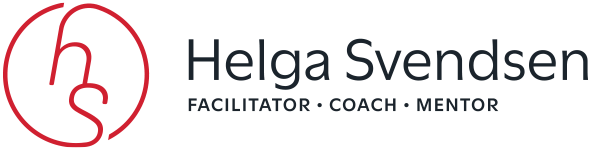 hs
Helga Svendsen
FACILITATOR • COACH • MENTOR